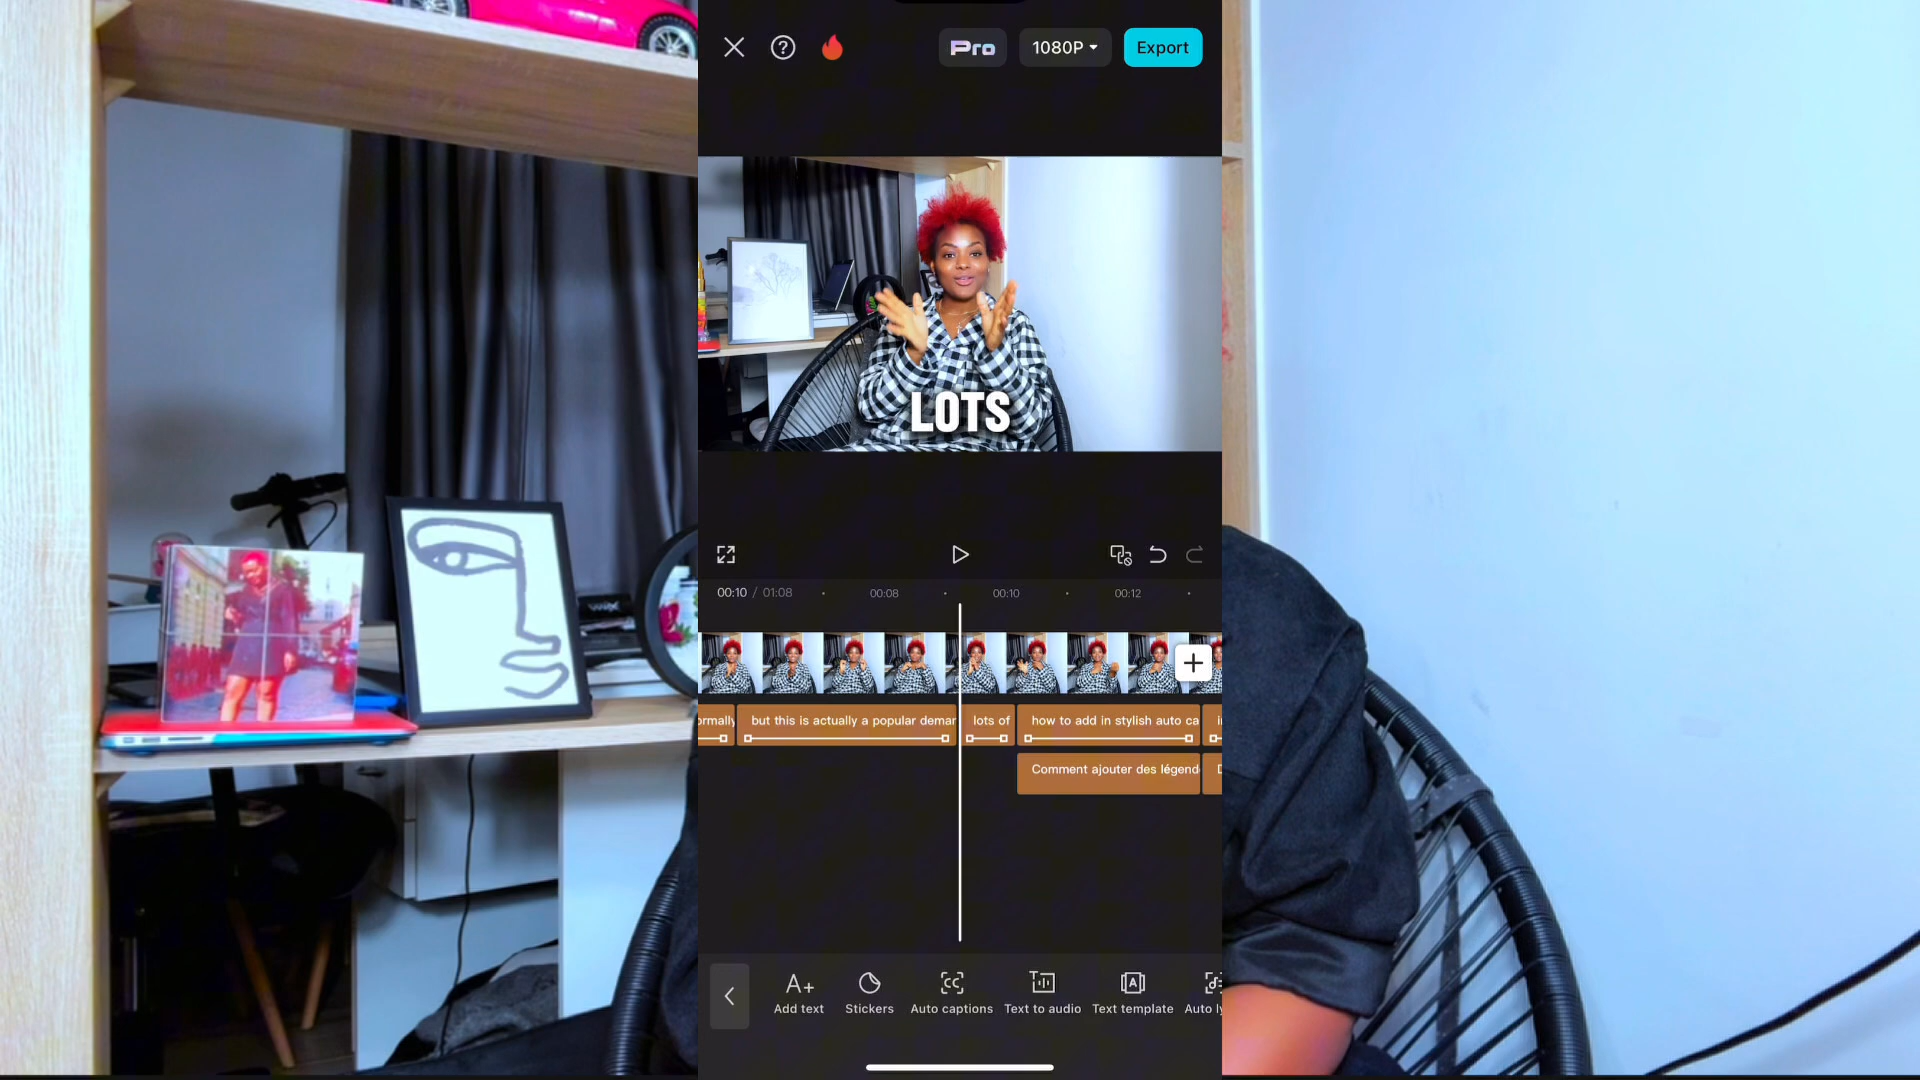 Pro
1080P
Export
LOTS
00:10 / 01:08
00:08
00:10
00:12
ormally
but this is actually a popular demar
lots of
how to add in stylish auto ca
Comment ajouter des légend
Add text
Stickers
Auto captions
Text to audio
Text template
Auto ly